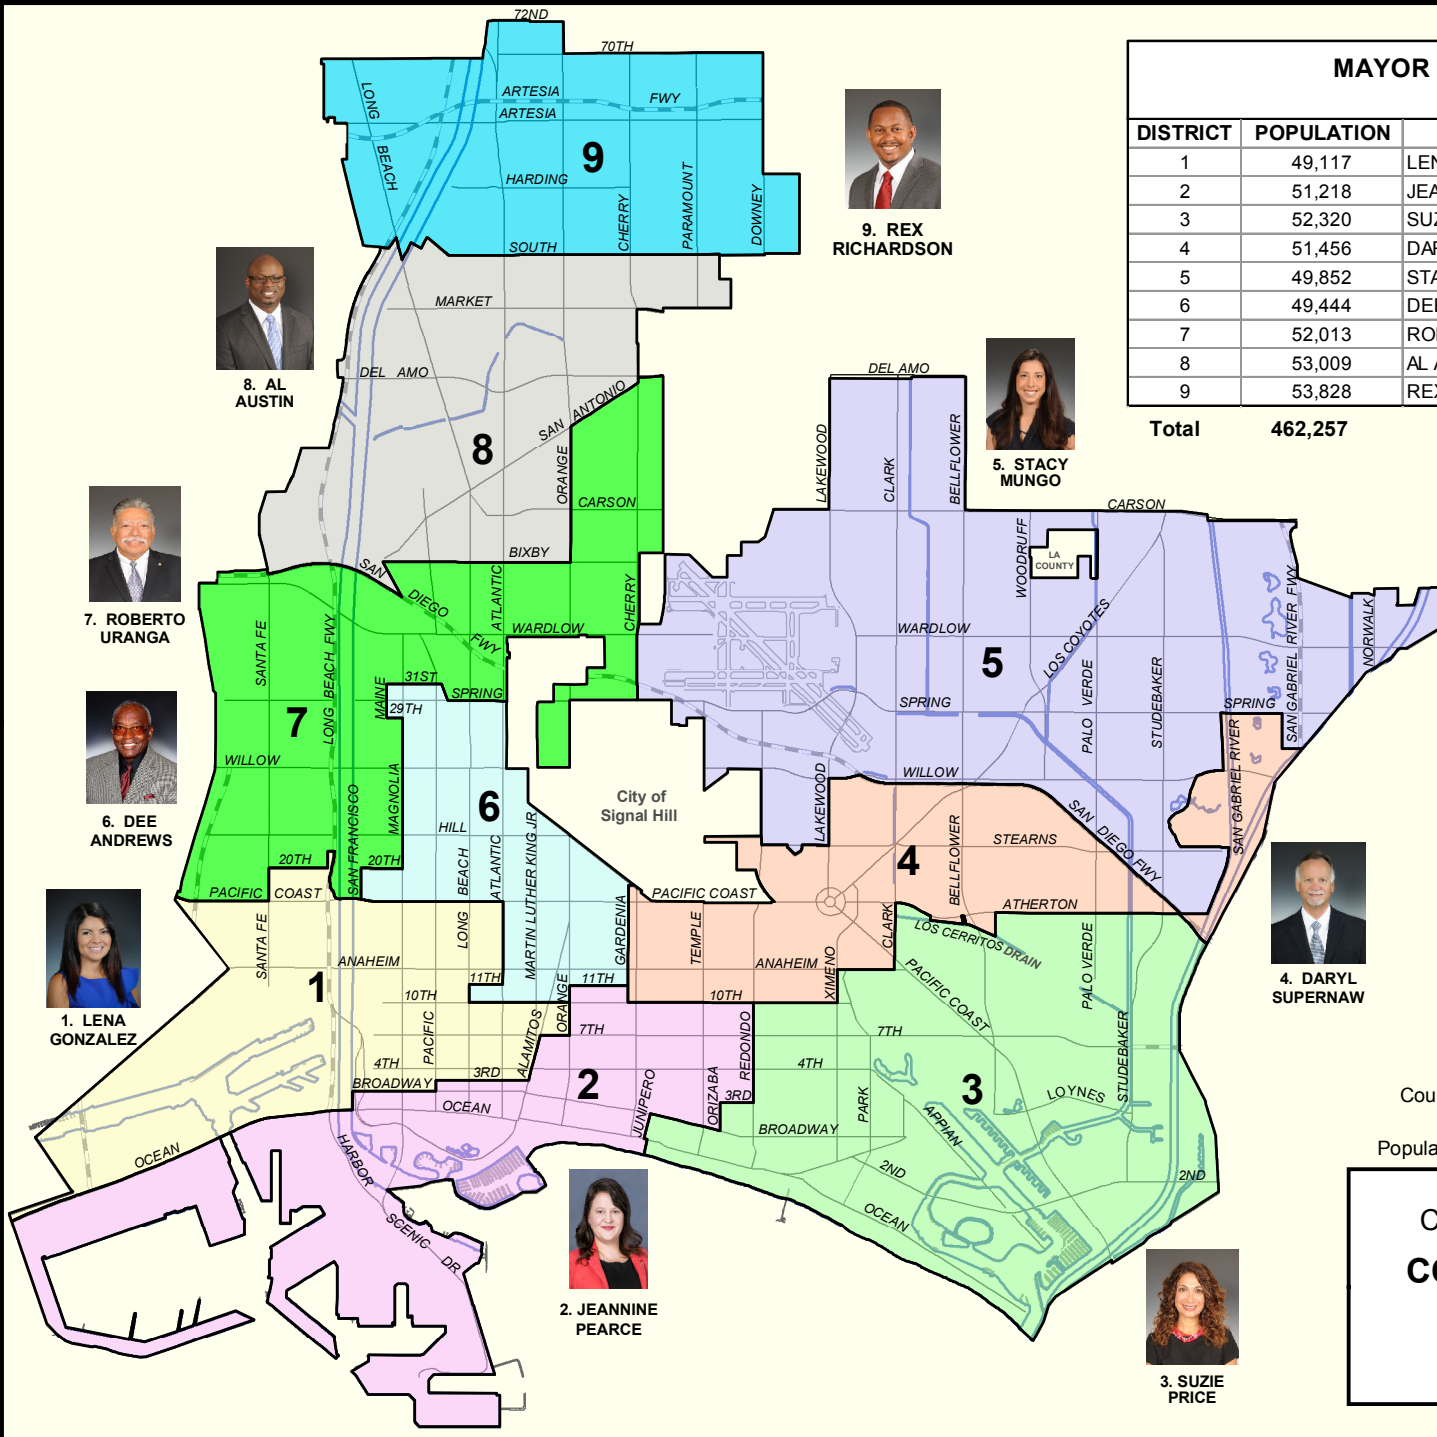 72ND
70TH
ARTESIA
FWY
ARTESIA
LONG
BEACH
9
HARDING
CHERRY
PARAMOUNT
DOWNEY
SOUTH
9. REX
RICHARDSON
MAYOR
DISTRICT POPULATION
1 49,117 LEN
2 51,218 JEA
3 52,320 SUZ
4 51,456 DAR
5 49,852 STA
6 49,444 DEE
7 52,013 ROB
8 53,009 AL A
9 53,828 REX
Total 462,257
8. AL
AUSTIN
MARKET
DEL AMO
SAN ANTONIO
8
ORANGE
CARSON
BIXBY
DEL AMO
LAKEWOOD
CLARK
BELLFLOWER
5. STACY
MUNGO
CARSON
WOODRUFF
LA
COUNTY
7. ROBERTO
URANGA
SAN
DIEGO
FWY
ATLANTIC
WARDLOW
CHERRY
SANTA FE
LONG BEACH FWY
MAINE
31ST
SPRING
29TH
7
WILLOW
WARDLOW
5
LOS COYOTES
PALO VERDE
STUDEBAKER
SAN GABRIEL RIVER FWY
NORWALK
SPRING
SPRING
6. DEE
ANDREWS
MAGNOLIA
SAN FRANCISCO
20TH
20TH
6
HILL
LONG
BEACH
ATLANTIC
MARTIN LUTHER KING JR
City of
Signal Hill
LAKEWOOD
WILLOW
SAN DIEGO FWY
SAN GABRIEL RIVER
STEARNS
4
BELLFLOWER
ATHERTON
PACIFIC COAST
PACIFIC COAST
1. LENA
GONZALEZ
SANTA FE
ANAHEIM
1
10TH
11TH
11TH
PACIFIC
ALAMITOS
ORANGE
GARDENIA
TEMPLE
ANAHEIM
10TH
XIMENO
CLARK
LOS CERRITOS DRAIN
PALO VERDE
PACIFIC COAST
4. DARYL
SUPERNAW
4TH
BROADWAY
3RD
7TH
2
OCEAN
JUNIPERO
ORIZABA
REDONDO
3RD
4TH
7TH
PARK
BROADWAY
3
LOYNES
STUDEBAKER
APPIAN
2ND
2ND
OCEAN
OCEAN
HARBOR
SCENIC DR
2. JEANNINE
PEARCE
3. SUZIE
PRICE
Cou
Popula
C